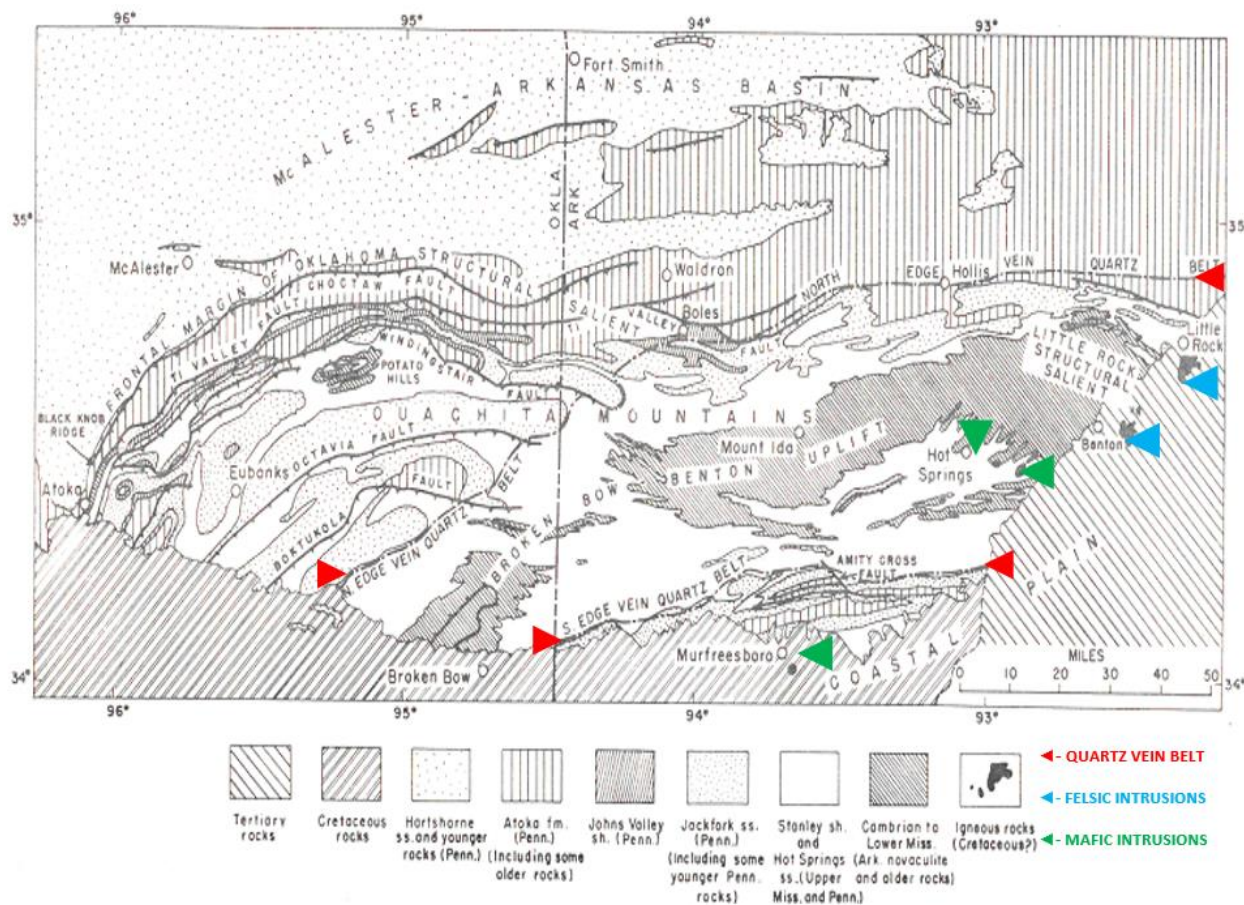 96°
95°
94°
93°
Fort Smith
McALESTER - ARKANSAS BASIN
OKLA
ARK
35°
35°
McAlester
FRONTAL MARGIN OF OKLAHOMA STRUCTURAL
SALIENT
Waldron
EDGE Hollis VEIN QUARTZ BELT
CHOCTAW FAULT
TI VALLEY FAULT
TI VALLEY
Boles
FAULT
NORTH
Little
Rock
LITTLE ROCK
STRUCTURAL
SALIENT
WINDINGSTAIR
FAULT
POTATO
HILLS
BLACK KNOB
RIDGE
OUACHITA MOUNTAINS
Mount Ida
UPLIFT
Benton
Hot
Springs
OCTAVIA FAULT
Eubanks
FAULT
BENTON
Atoka
BROKEN BOW
BOKTUKOLA
N. EDGE VEIN QUARTZ
BELT
AMITY CROSS
FAULT
S. EDGE VEIN QUARTZ BELT
Murfreesboro
COASTAL
PLAIN
Broken Bow
MILES
0 10 20 30 40 50
34°
34°
96°
95°
94°
93°
Tertiary
rocks
Cretaceous
rocks
Hartshorne
ss. and younger
rocks (Penn.)
Atoka fm.
(Penn.)
(Including some
older rocks)
Johns Valley
sh. (Penn.)
Jackfork ss.
(Penn.)
(Including some
younger Penn.
rocks)
Stanley sh.
and
Hot Springs
ss. (Upper
Miss. and Penn.)
Cambrian to
Lower Miss.
(Ark. novaculite
and older rocks)
Igneous rocks
(Cretaceous?)
- QUARTZ VEIN BELT
- FELSIC INTRUSIONS
- MAFIC INTRUSIONS